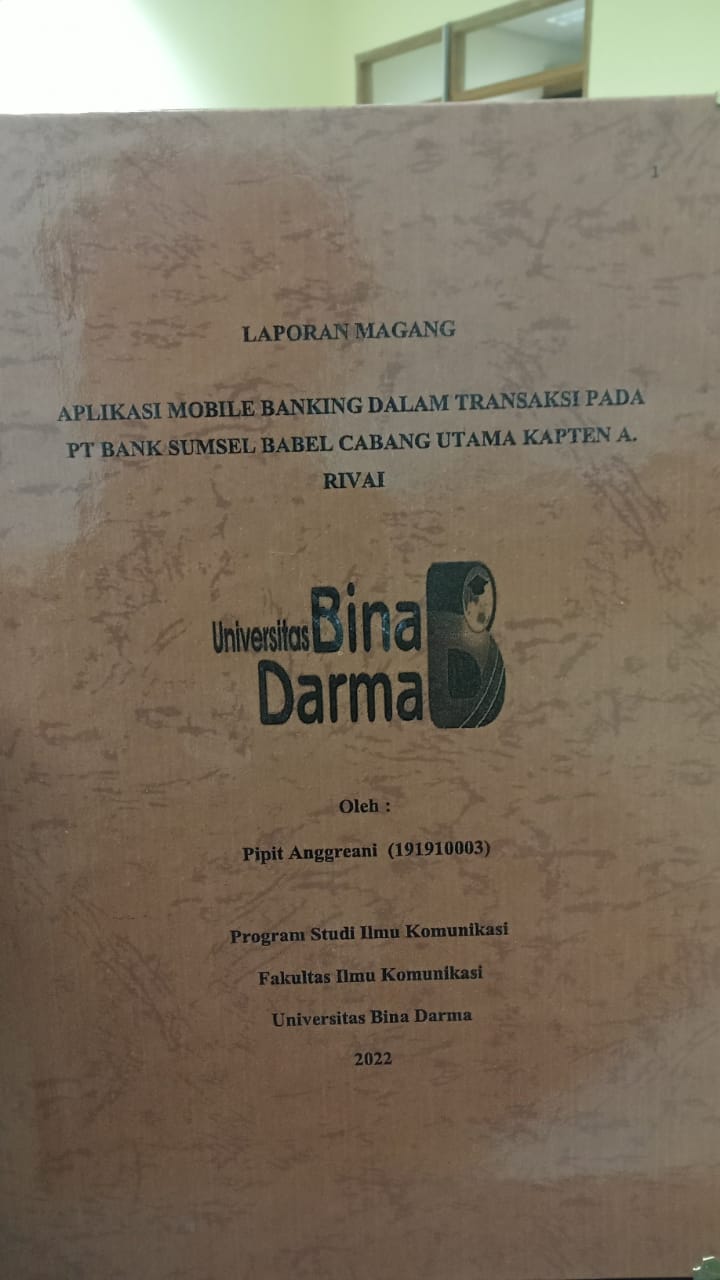 1
LAPORAN MAGANG
APLIKASI MOBILE BANKING DALAM TRANSAKSI PADA
PT BANK SUMSEL BABEL CABANG UTAMA KAPTEN A.
RIVAI
Universitas Bina
Darma
Oleh :
Pipit Anggreani (191910003)
Program Studi Ilmu Komunikasi
Fakultas Ilmu Komunikasi
Universitas Bina Darma
2022